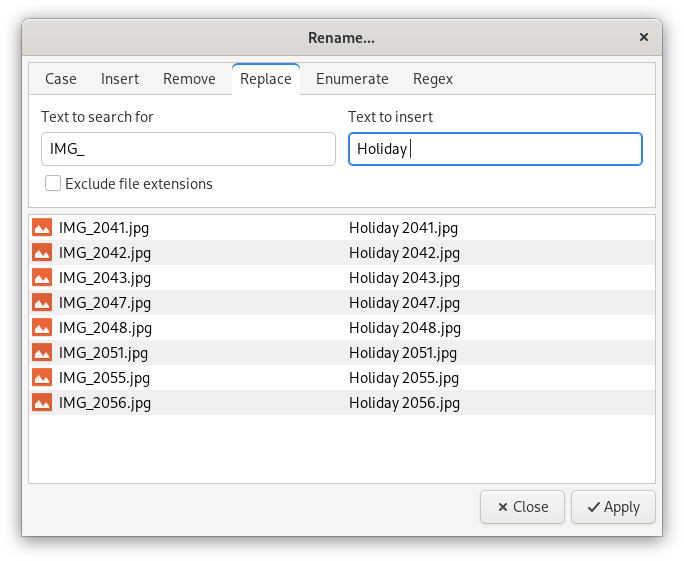 Rename...
Case Insert Remove Replace Enumerate Regex
Text to search for Text to insert
IMG_ Holiday
Exclude file extensions
IMG_2041.jpg Holiday 2041.jpg
IMG_2042.jpg Holiday 2042.jpg
IMG_2043.jpg Holiday 2043.jpg
IMG_2047.jpg Holiday 2047.jpg
IMG_2048.jpg Holiday 2048.jpg
IMG_2051.jpg Holiday 2051.jpg
IMG_2055.jpg Holiday 2055.jpg
IMG_2056.jpg Holiday 2056.jpg
Close Apply